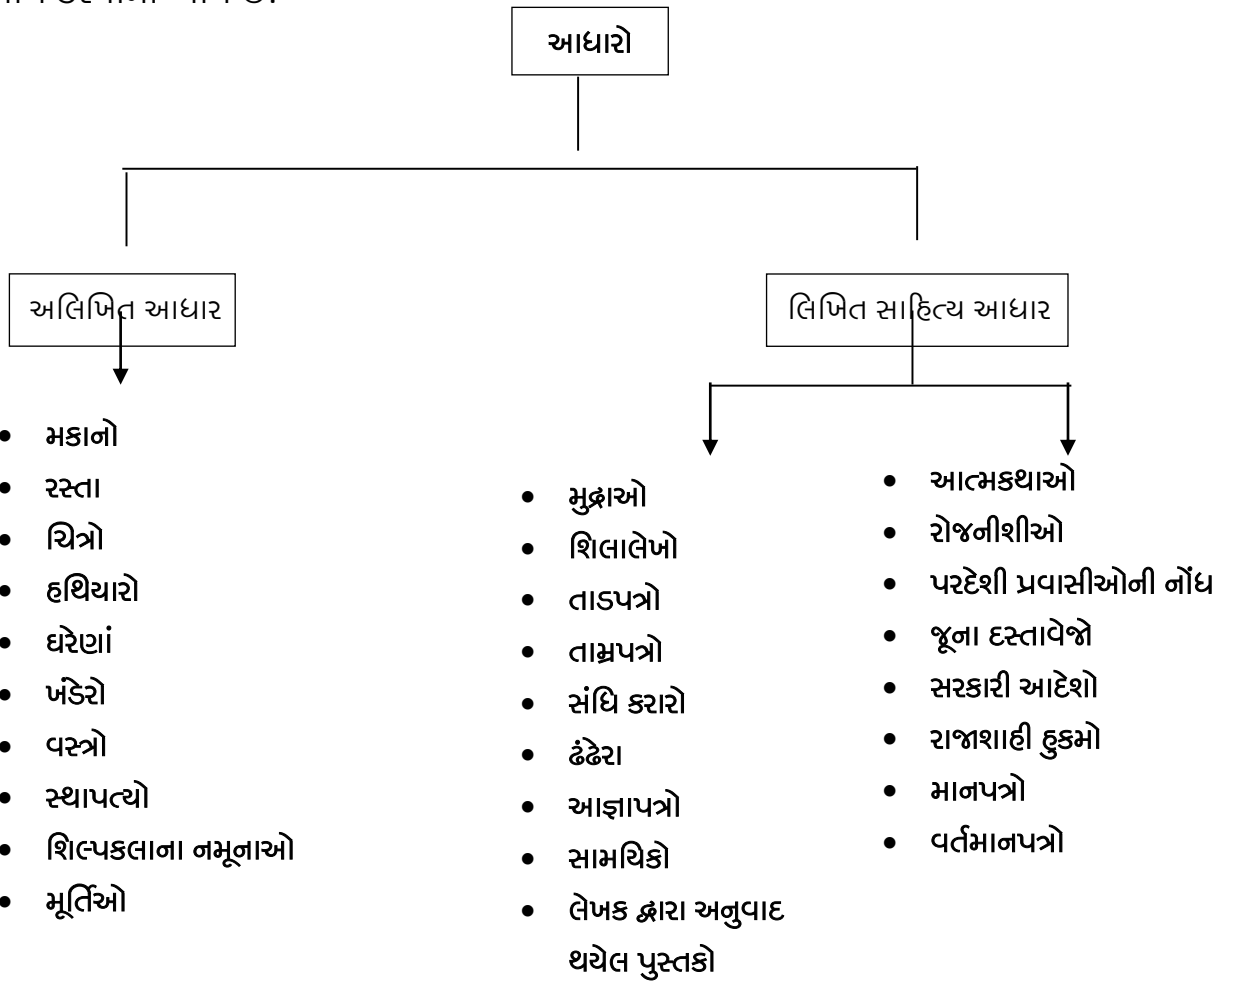 આધારો
અલિખિત આધાર
લિખિત સાહિત્ય આધાર
• મકાનો
• રસ્તા
• ચિત્રો
• હથિયારો
• ઘરેણાં
• ખંડેરો
• વસ્ત્રો
• સ્થાપત્યો
• શિલ્પકલાના નમૂનાઓ
• મૂર્તિઓ
• મુદ્રાઓ
• શિલાલેખો
• તાડપત્રો
• તામ્રપત્રો
• સંધિ કરારો
• ઢંઢેરા
• આજ્ઞાપત્રો
• સામયિકો
• લેખક દ્વારા અનુવાદ
થયેલ પુસ્તકો
• આત્મકથાઓ
• રોજનીશીઓ
• પરદેશી પ્રવાસીઓની નોંધ
• જૂના દસ્તાવેજો
• સરકારી આદેશો
• રાજાશાહી હુકમો
• માનપત્રો
• વર્તમાનપત્રો